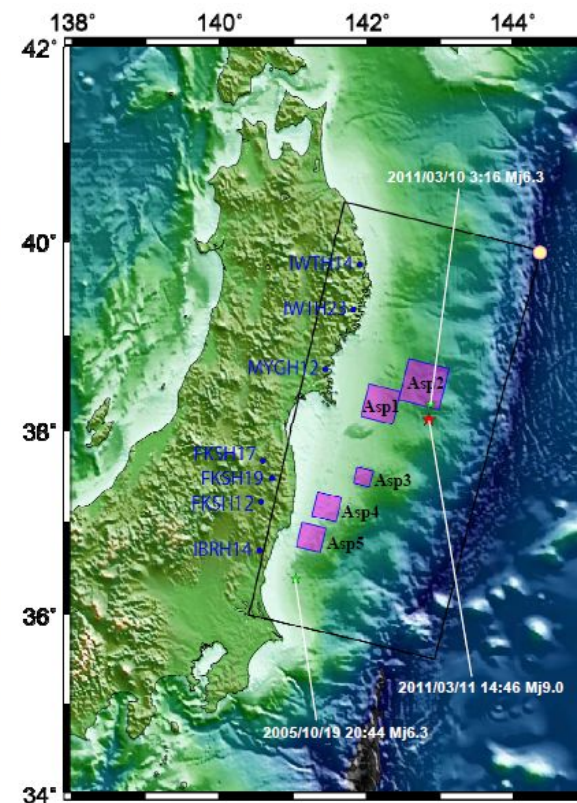 138° 140° 142° 144°
42°
2011/03/10 3:16 Mj6.3
40°
IWTH14
IWTH23
MYGH12
Asp2
Asp1
38°
FKSH17
FKSH19
Asp3
FKSH12
Asp4
Asp5
IBRH14
36°
2011/03/11 14:46 Mj9.0
2005/10/19 20:44 Mj6.3
34°